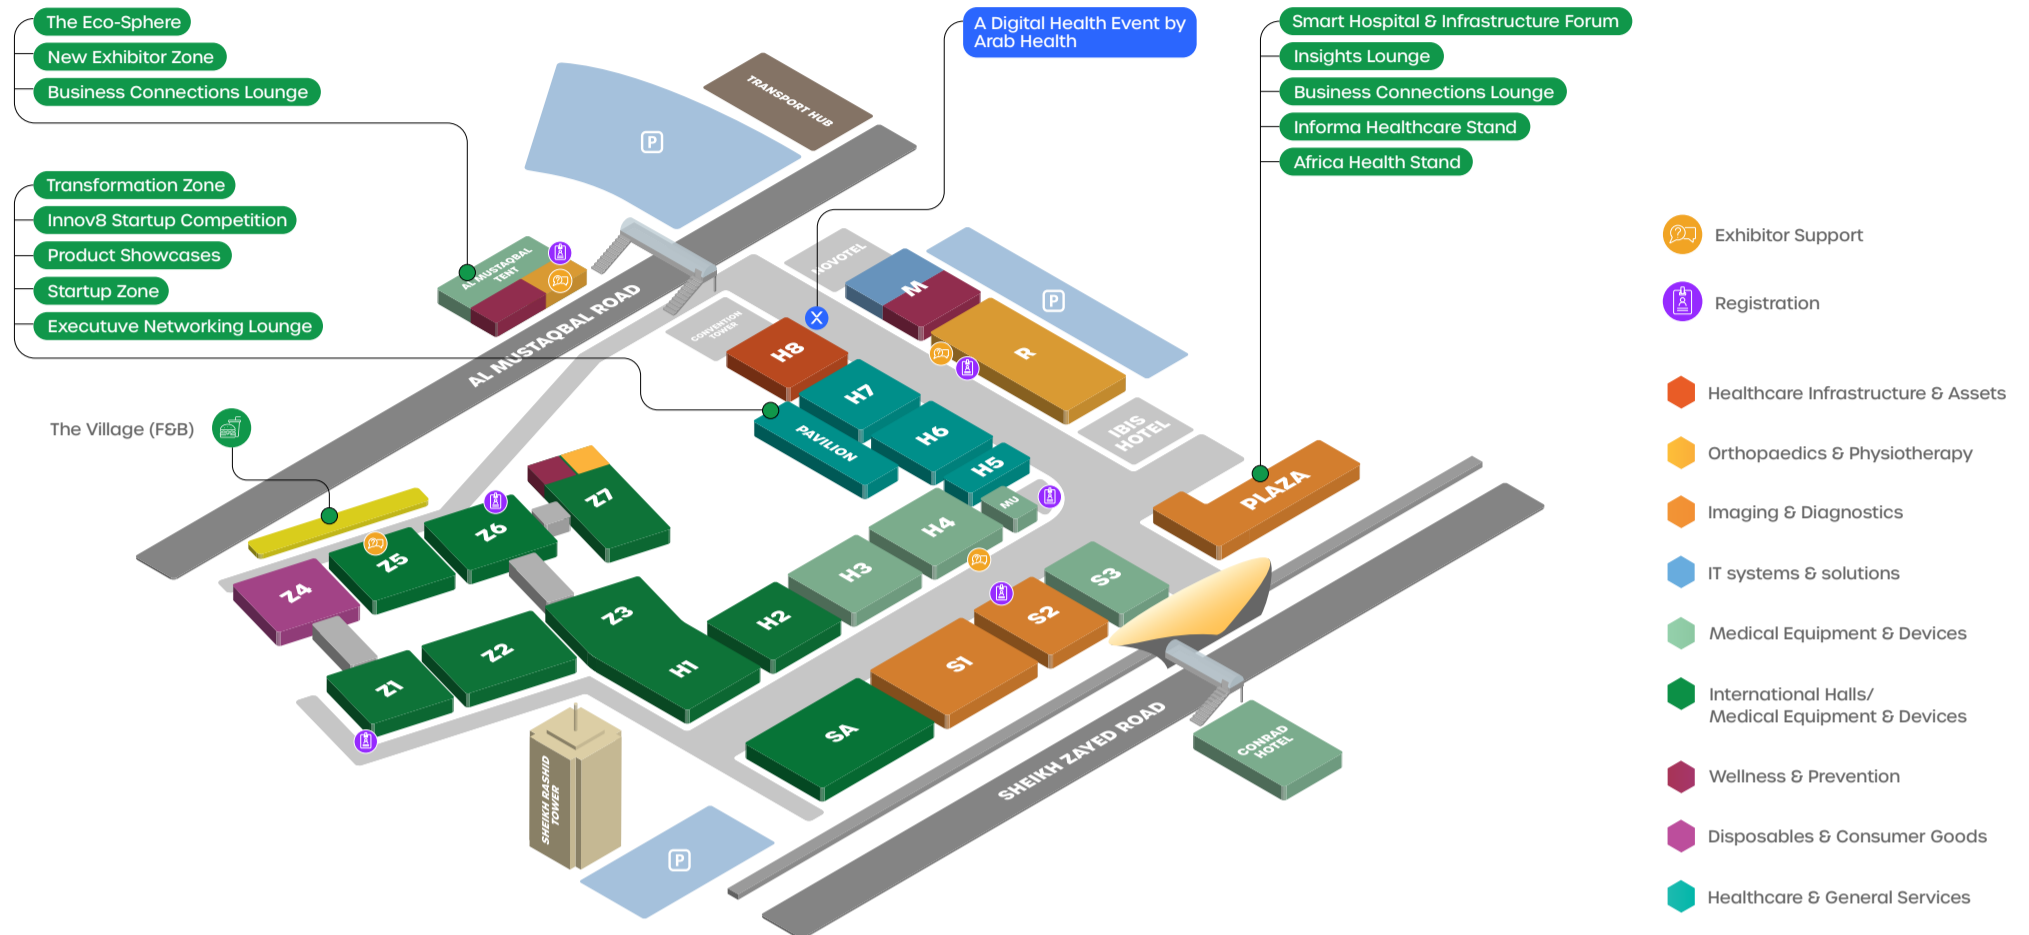 The Eco-Sphere
New Exhibitor Zone
Business Connections Lounge
A Digital Health Event by
Arab Health
Smart Hospital & Infrastructure Forum
Insights Lounge
Business Connections Lounge
Informa Healthcare Stand
Africa Health Stand
Transformation Zone
Innov8 Startup Competition
Product Showcases
Startup Zone
Executuve Networking Lounge
The Village (F&B)
TRANSPORT HUB
P
AL MUSTAQBAL
TENT
AL MUSTAQBAL ROAD
NOVOTEL
M
P
CONVENTION
TOWER
H8
X
R
H7
PAVILION
H6
H5
IBIS
HOTEL
PLAZA
MU
H4
H3
H2
H1
Z7
Z6
Z5
Z4
Z3
Z2
Z1
S3
S2
S1
SA
SHEIKH RASHID
TOWER
P
SHEIKH ZAYED ROAD
CONRAD
HOTEL
Exhibitor Support
Registration
Healthcare Infrastructure & Assets
Orthopaedics & Physiotherapy
Imaging & Diagnostics
IT systems & solutions
Medical Equipment & Devices
International Halls/
Medical Equipment & Devices
Wellness & Prevention
Disposables & Consumer Goods
Healthcare & General Services